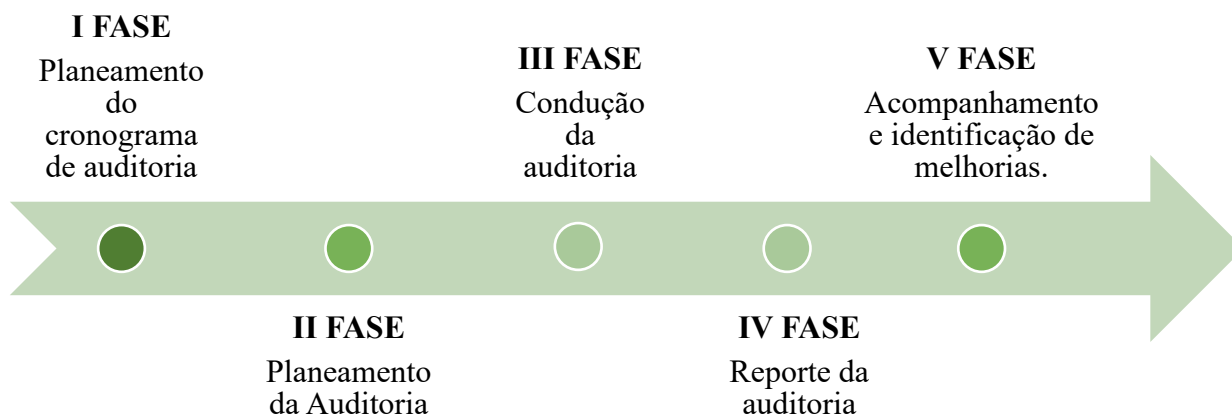 I FASE
Planeamento
do
cronograma
de auditoria
II FASE
Planeamento
da Auditoria
III FASE
Condução
da
auditoria
IV FASE
Reporte da
auditoria
V FASE
Acompanhamento
e identificação de
melhorias.